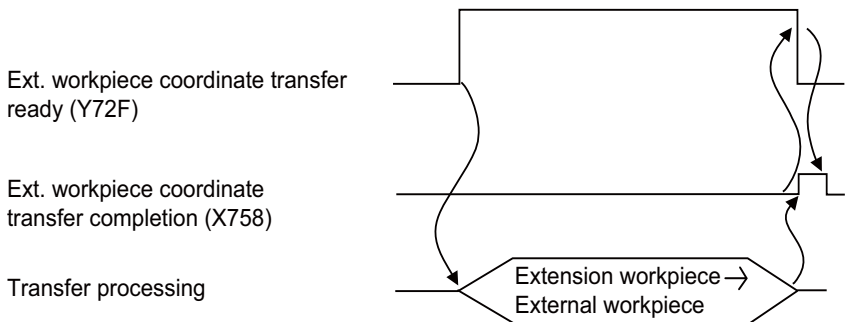 Ext. workpiece coordinate transfer
ready (Y72F)
Ext. workpiece coordinate
transfer completion (X758)
Transfer processing
Extension workpiece →
External workpiece